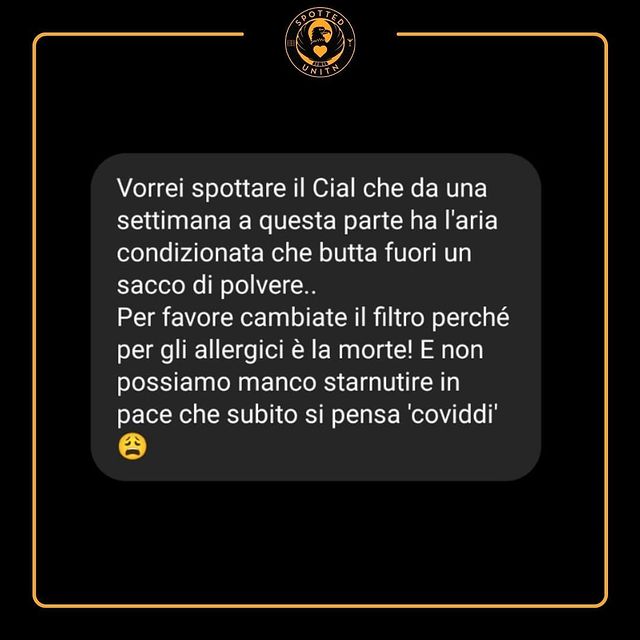 SPOTTED
UNITN
Vorrei spottare il Cial che da una
settimana a questa parte ha l'aria
condizionata che butta fuori un
sacco di polvere..
Per favore cambiate il filtro perché
per gli allergici è la morte! E non
possiamo manco starnutire in
pace che subito si pensa 'coviddi'
😩